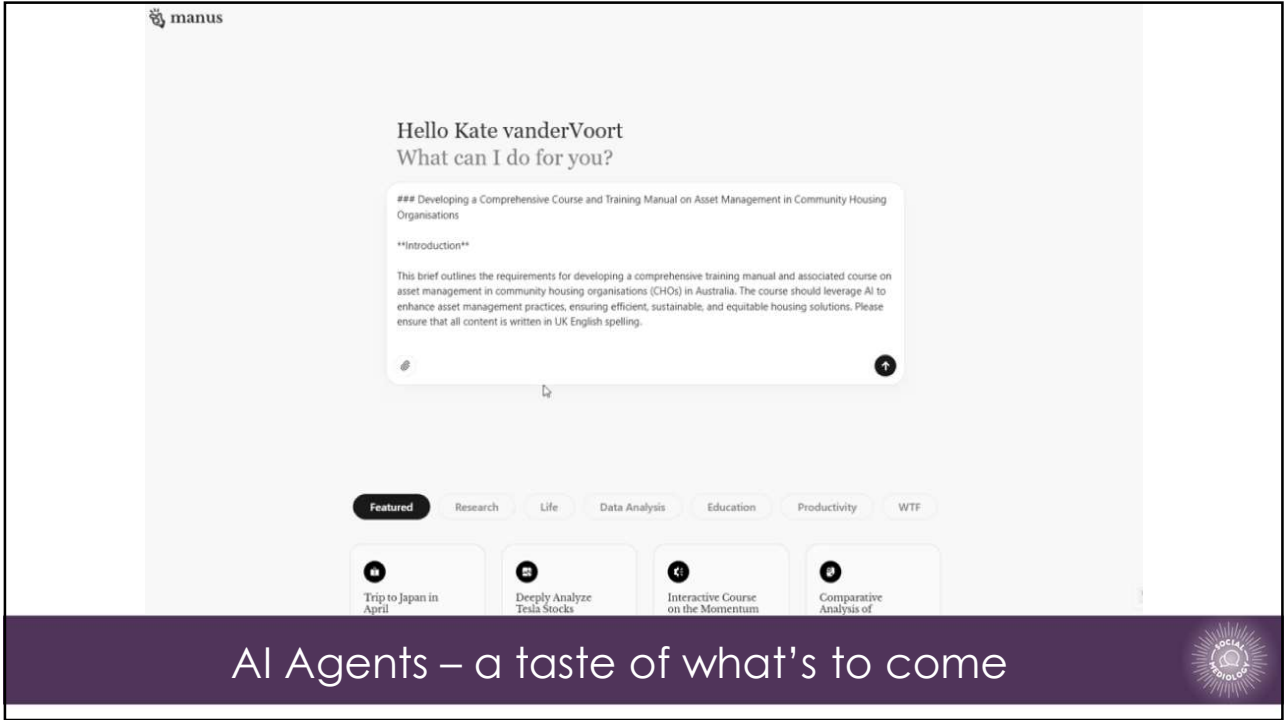 manus
Hello Kate vanderVoort
What can I do for you?
### Developing a Comprehensive Course and Training Manual on Asset Management in Community Housing
Organisations
**Introduction**
This brief outlines the requirements for developing a comprehensive training manual and associated course on
asset management in community housing organisations (CHOs) in Australia. The course should leverage AI to
enhance asset management practices, ensuring efficient, sustainable, and equitable housing solutions. Please
ensure that all content is written in UK English spelling.
Featured Research Life Data Analysis Education Productivity WTF
Trip to Japan in
April
Deeply Analyze
Tesla Stocks
Interactive Course
on the Momentum
Comparative
Analysis of
AI Agents – a taste of what's to come
SOCIAL
MEDIOLOGY